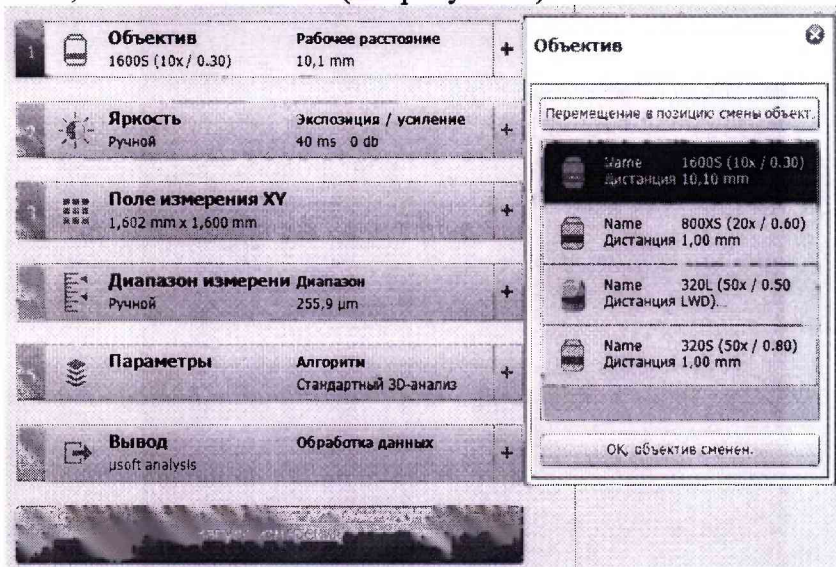 1
Объектив
1600S (10x / 0.30)
Рабочее расстояние
10,1 mm
+
Яркость
Ручной
Экспозиция / усиление
40 ms 0 db
+
Поле измерения XY
1,602 mm x 1,600 mm
+
Диапазон измерени
Ручной
Диапазон
255,9 µm
+
Параметры
Алгоритм
Стандартный 3D-анализ
+
Вывод
µsoft analysis
Обработка данных
+
Объектив
Перемещение в позицию смены объект.
Name 1600S (10x / 0.30)
Дистанция 10,10 mm
Name 800XS (20x / 0.60)
Дистанция 1,00 mm
Name 320L (50x / 0.50
Дистанция LWD)
Name 320S (50x / 0.80)
Дистанция 1,00 mm
OK, объектив сменен.